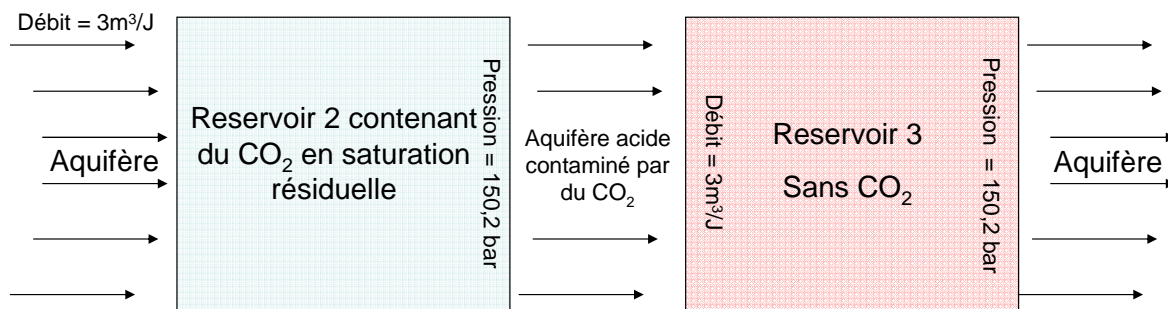 Débit = 3m³/J
Aquifère
Reservoir 2 contenant
du CO₂ en saturation
résiduelle
Pression = 150,2 bar
Aquifère acide
contaminé par
du CO₂
Débit = 3m³/J
Reservoir 3
Sans CO₂
Pression = 150,2 bar
Aquifère